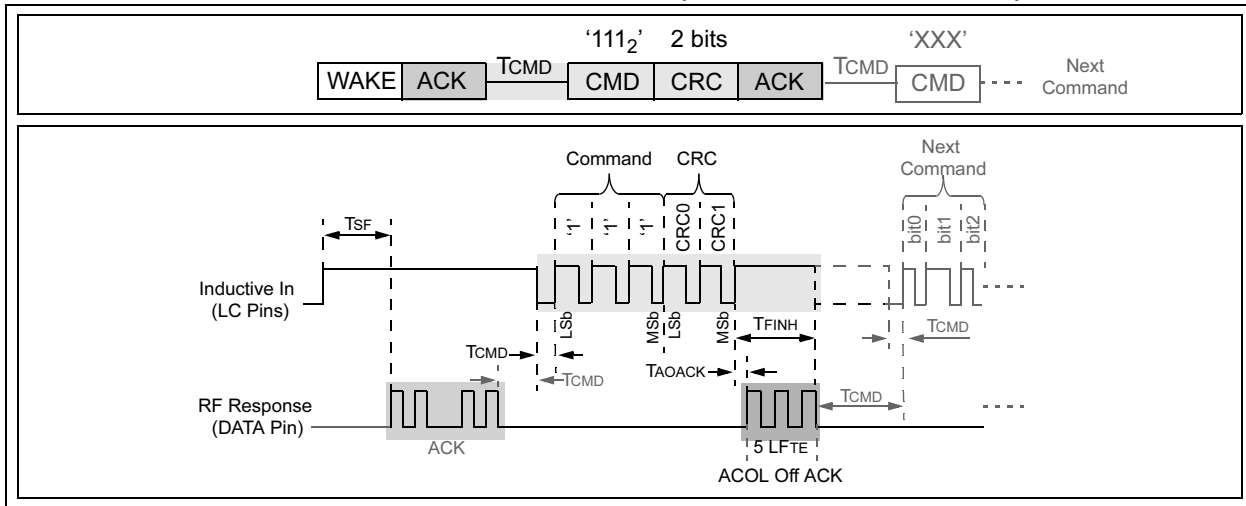 ‘111₂’ 2 bits ‘XXX’
WAKE ACK TCMD CMD CRC ACK TCMD CMD Next
Command
Next
Command
Command CRC
TSF ‘1’ ‘1’ ‘1’ CRC0 CRC1 bit0 bit1 bit2
Inductive In
(LC Pins)
LSb MSb LSb MSb TFINH TCMD
TCMD TAOACK
TCMD TCMD
RF Response
(DATA Pin)
ACK 5 LFTE
ACOL Off ACK